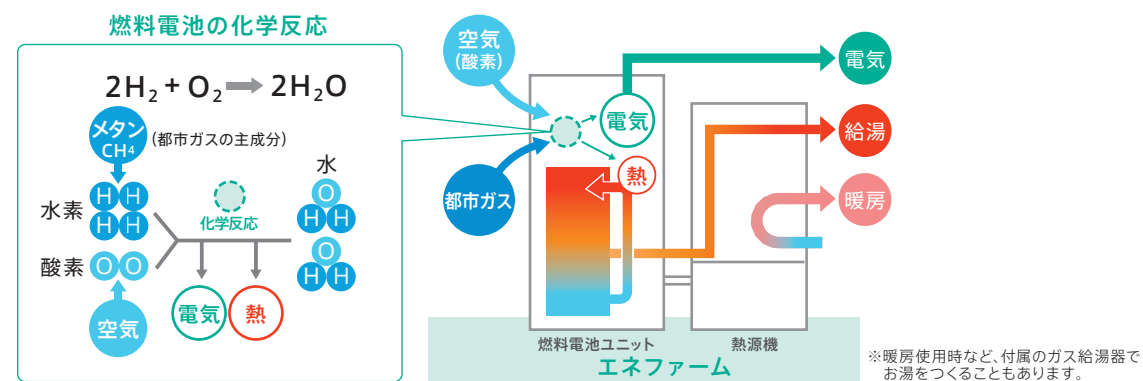 燃料電池の化学反応
2H₂ + O₂ → 2H₂O
メタン
CH₄
(都市ガスの主成分)
水素
H H
H H
酸素
O O
空気
化学反応
電気
熱
水
O
H H
O
H H
空気
(酸素)
都市ガス
電気
熱
電気
給湯
暖房
燃料電池ユニット
熱源機
エネファーム
※暖房使用時など、付属のガス給湯器で
お湯をつくることもあります。